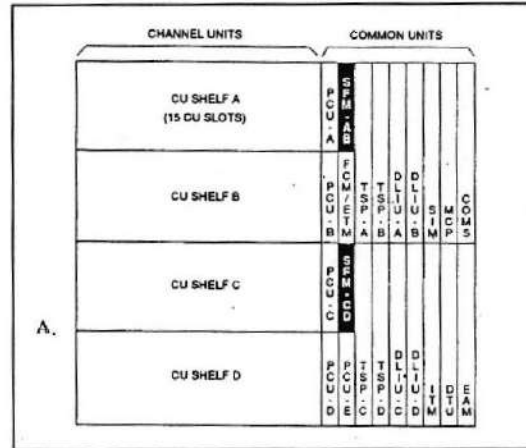 CHANNEL UNITS COMMON UNITS
CU SHELF A
(15 CU SLOTS)
PCU-A
SFM-AB
CU SHELF B
PCU-B
FCM/ETM
TSP-A
TSP-B
DLIU-A
DLIU-B
SIM
MCP
COMS
CU SHELF C
PCU-C
SFM-CD
A.
CU SHELF D
PCU-D
PCU-E
TSP-C
TSP-D
DLIU-C
DLIU-D
ITM
DTU
EAM